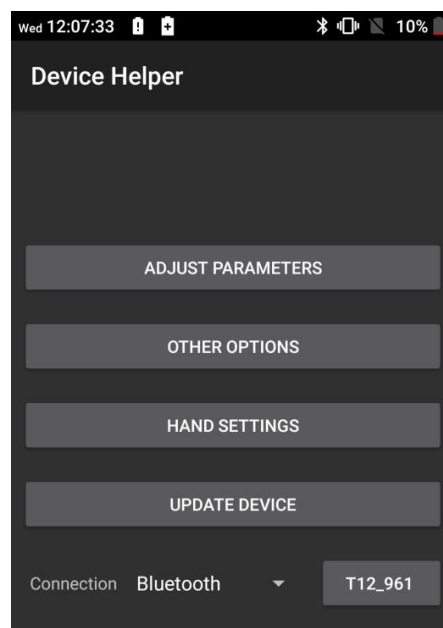 Wed 12:07:33 10%
Device Helper
ADJUST PARAMETERS
OTHER OPTIONS
HAND SETTINGS
UPDATE DEVICE
Connection Bluetooth T12_961